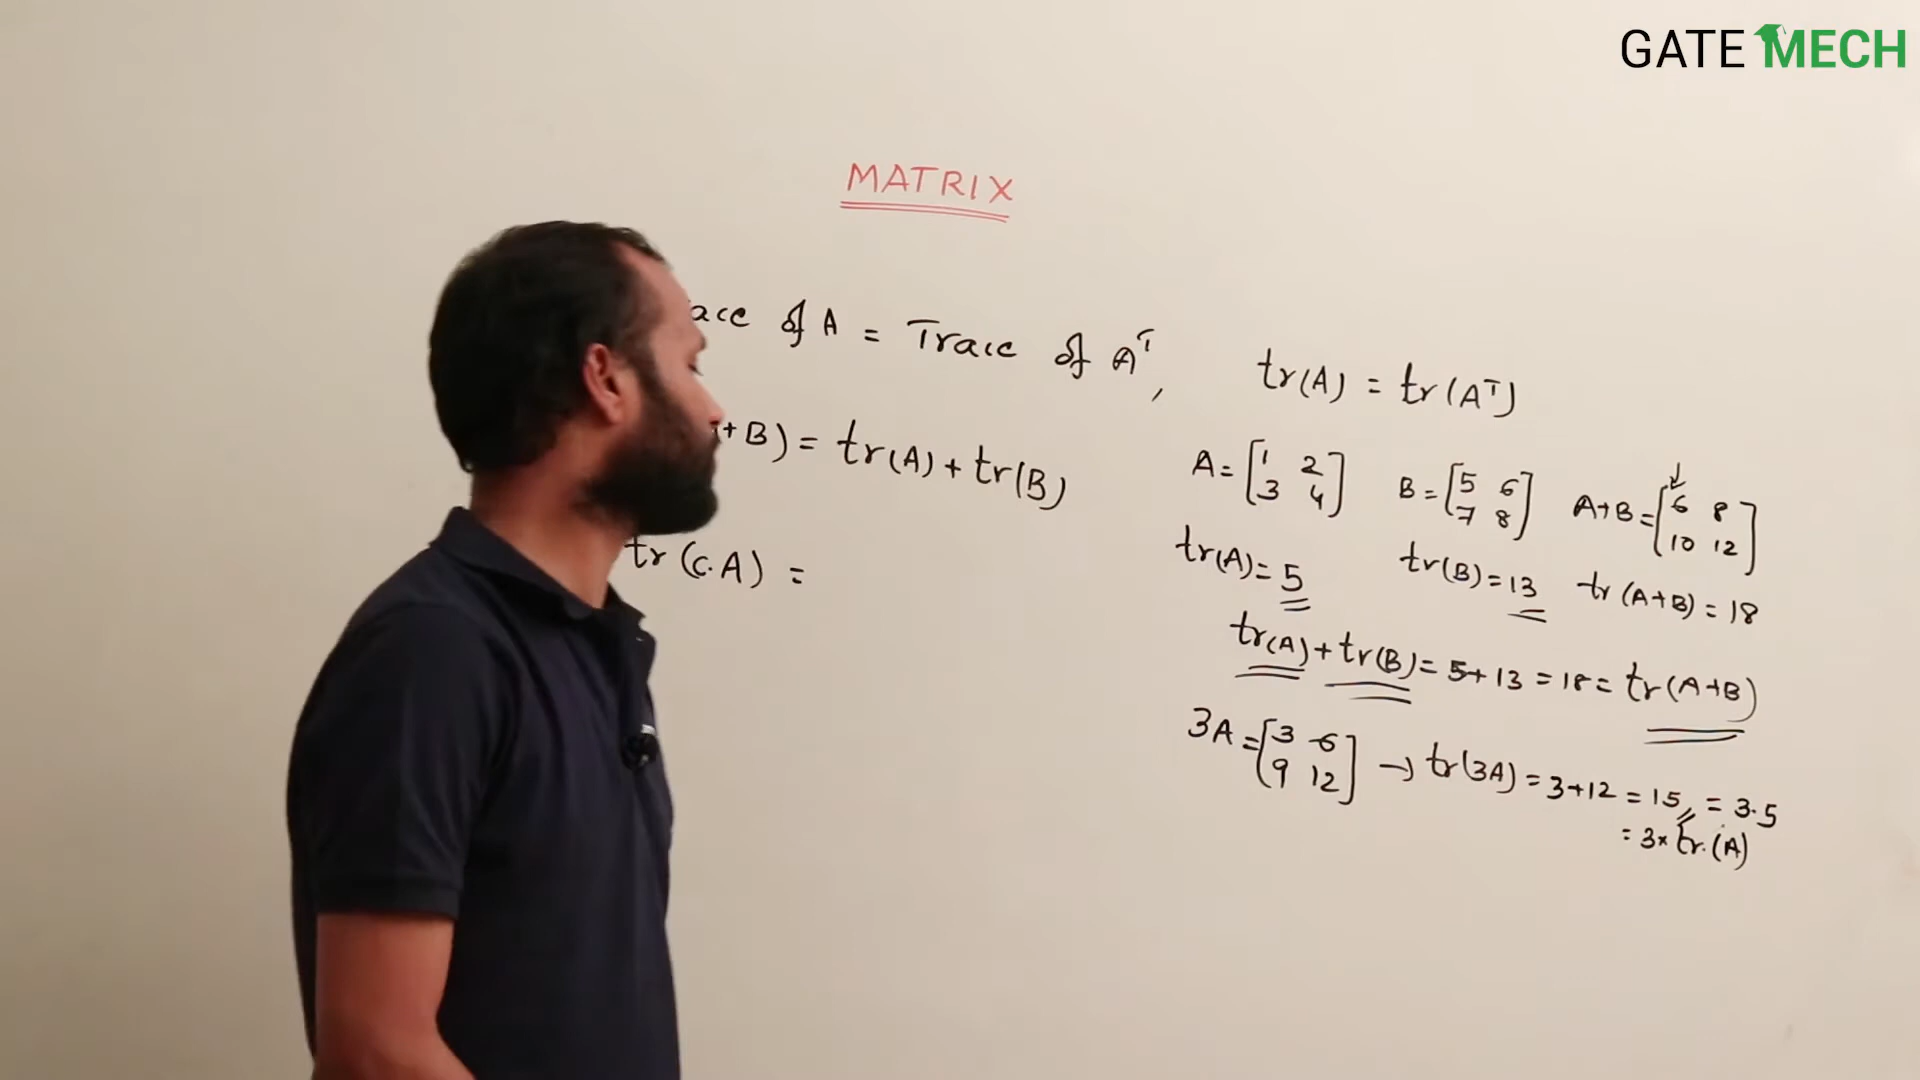 GATE MECH
MATRIX
ace of A = Trace of Aᵀ,
tr(A) = tr(Aᵀ)
+ B) = tr(A) + tr(B)
A = [1 2
3 4]
B = [5 6
7 8]
A+B = [6 8
10 12]
tr(A) = 5
tr(B) = 13
tr(A+B) = 18
tr(C.A) =
tr(A) + tr(B) = 5 + 13 = 18 = tr(A+B)
3A = [3 6
9 12]
→ tr(3A) = 3+12 = 15 = 3.5
= 3× tr.(A)